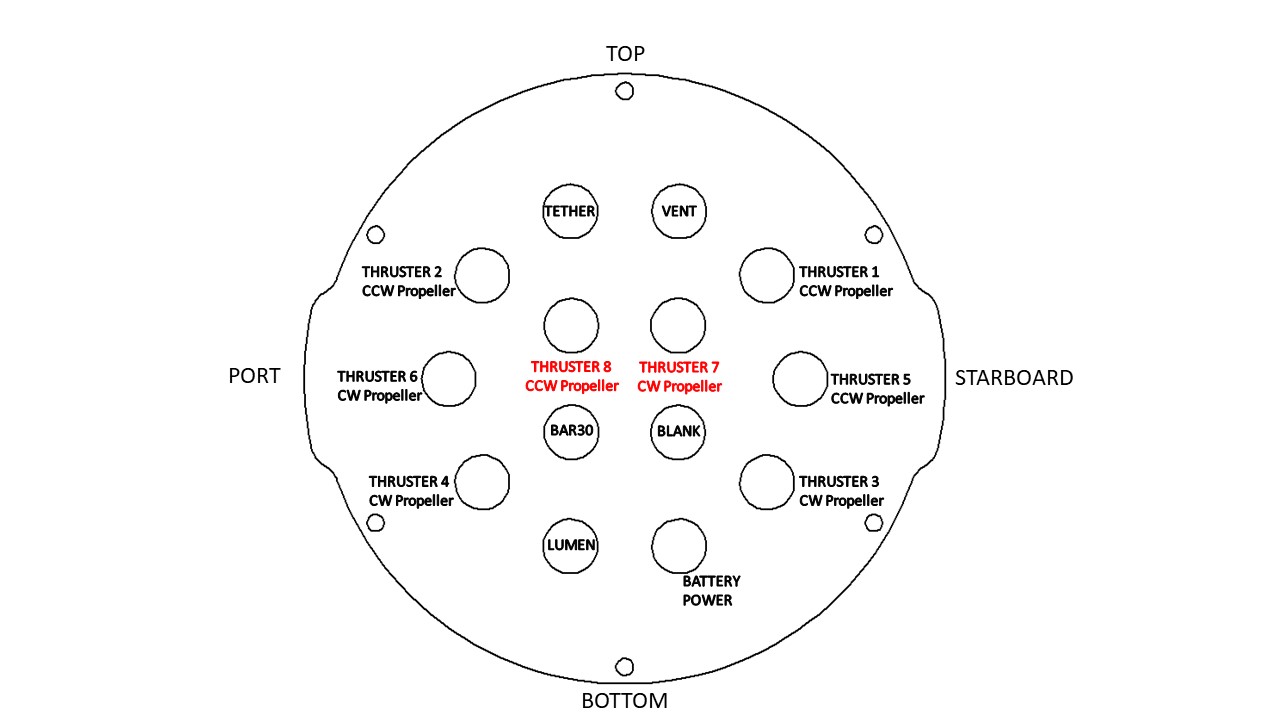 TOP
TETHER
VENT
THRUSTER 2
CCW Propeller
THRUSTER 1
CCW Propeller
PORT
THRUSTER 6
CW Propeller
THRUSTER 8
CCW Propeller
THRUSTER 7
CW Propeller
THRUSTER 5
CCW Propeller
STARBOARD
BAR30
BLANK
THRUSTER 4
CW Propeller
THRUSTER 3
CW Propeller
LUMEN
BATTERY
POWER
BOTTOM